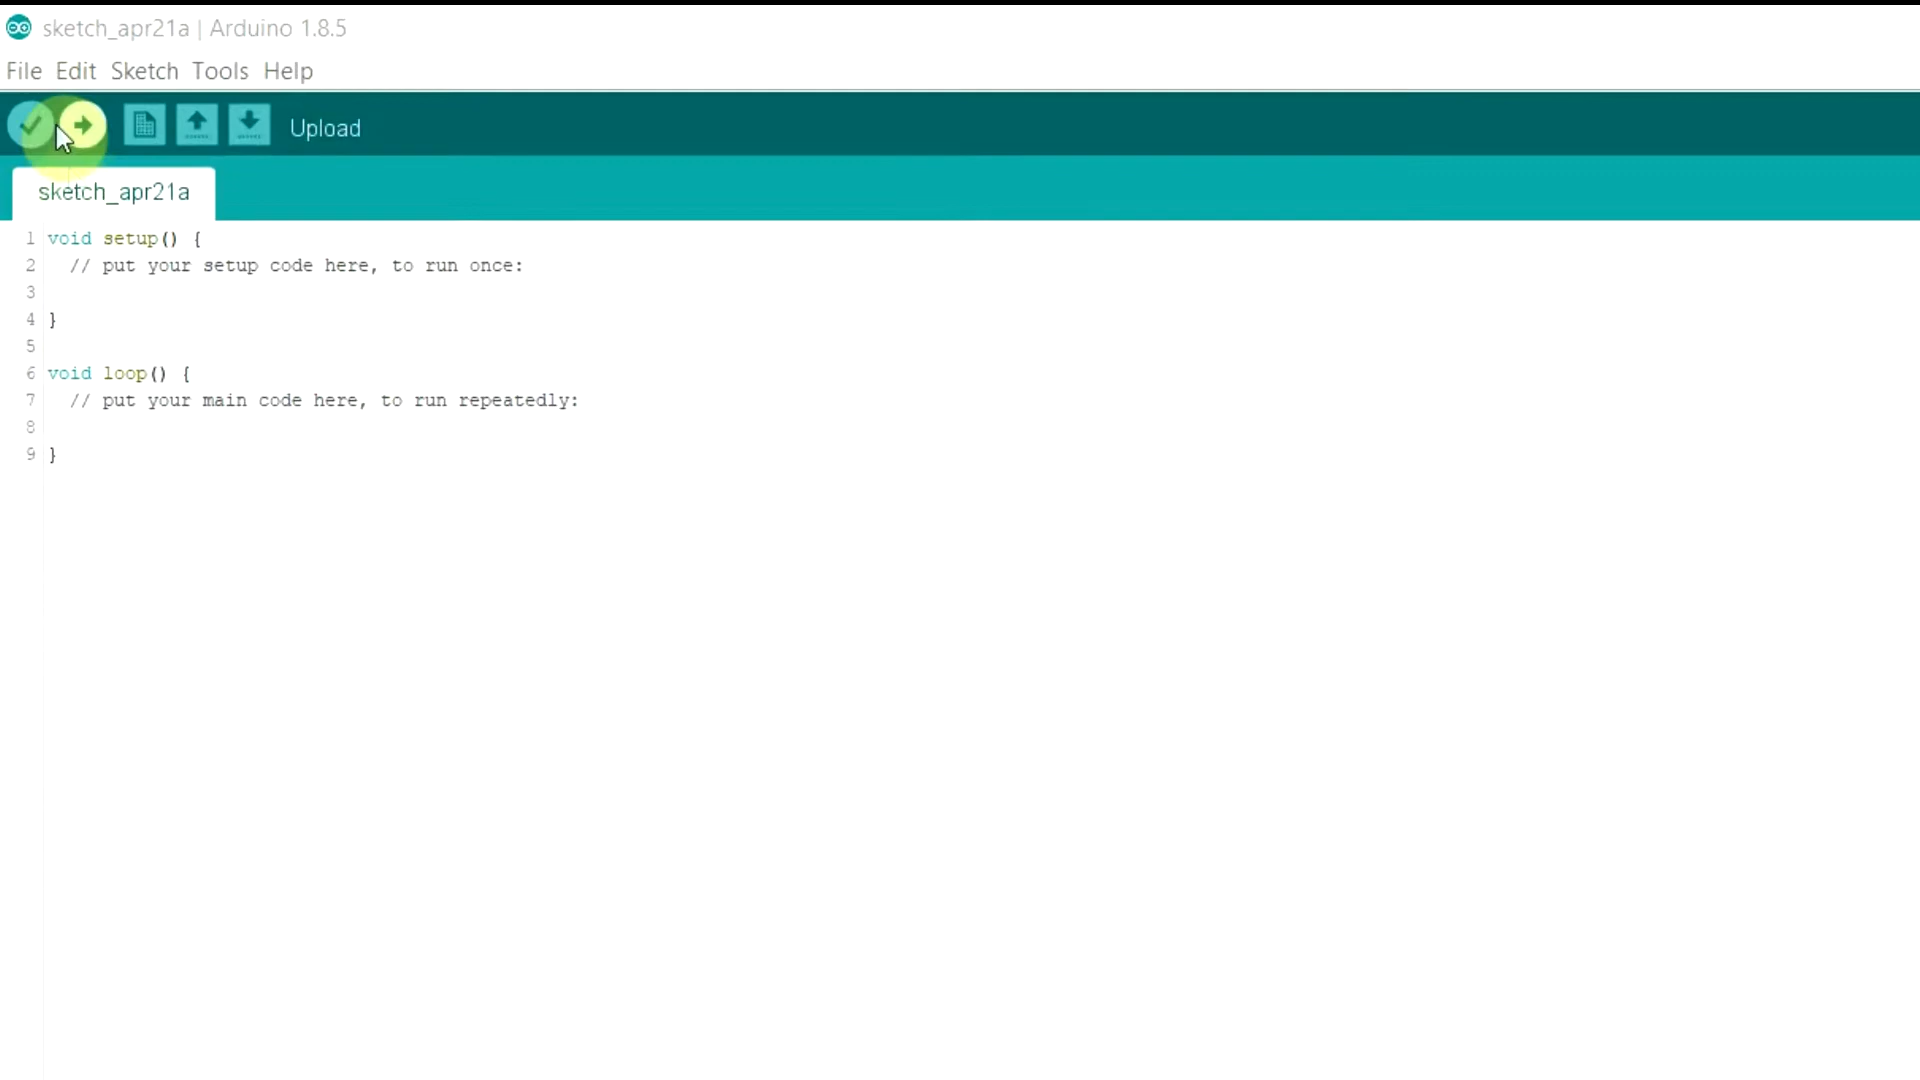 sketch_apr21a | Arduino 1.8.5
File Edit Sketch Tools Help
Upload
sketch_apr21a
1 void setup() {
2   // put your setup code here, to run once:
3
4 }
5
6 void loop() {
7   // put your main code here, to run repeatedly:
8
9 }